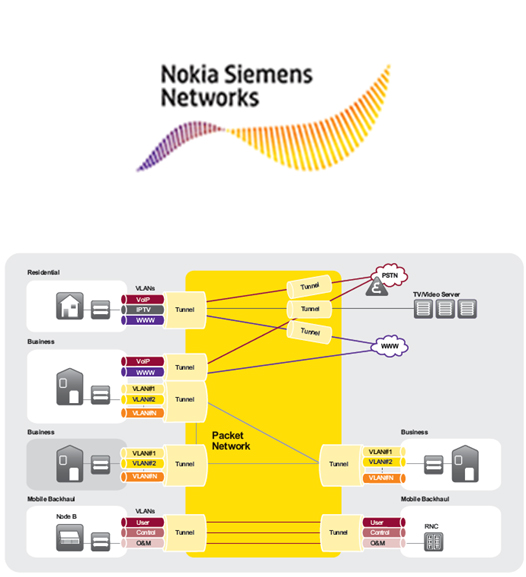 Nokia Siemens
Networks
Residential
VLANs
VoIP
IPTV
WWW
Tunnel
Tunnel
Tunnel
Tunnel
PSTN
TV/Video Server
WWW
Business
VoIP
WWW
Tunnel
VLAN#1
VLAN#2
VLAN#N
Tunnel
Packet
Network
Business
VLAN#1
VLAN#2
VLAN#N
Tunnel
Tunnel
VLAN#1
VLAN#2
VLAN#N
Business
Mobile Backhaul
Node B
VLANs
User
Control
O&M
Tunnel
Tunnel
User
Control
O&M
Mobile Backhaul
RNC